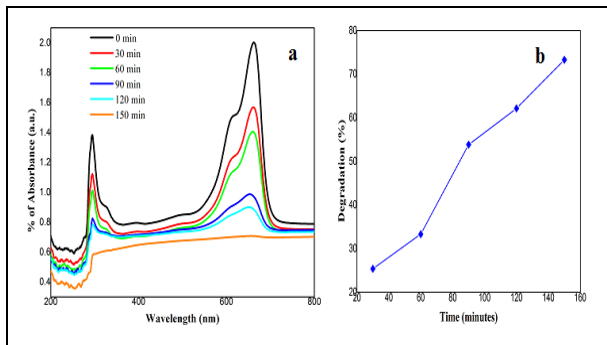 a
0 min
30 min
60 min
90 min
120 min
150 min
2.0
1.8
1.6
1.4
1.2
1.0
0.8
0.6
0.4
% of Absorbance (a.u.)
200
400
600
800
Wavelength (nm)
b
80
70
60
50
40
30
20
Degradation (%)
20
40
60
80
100
120
140
160
Time (minutes)